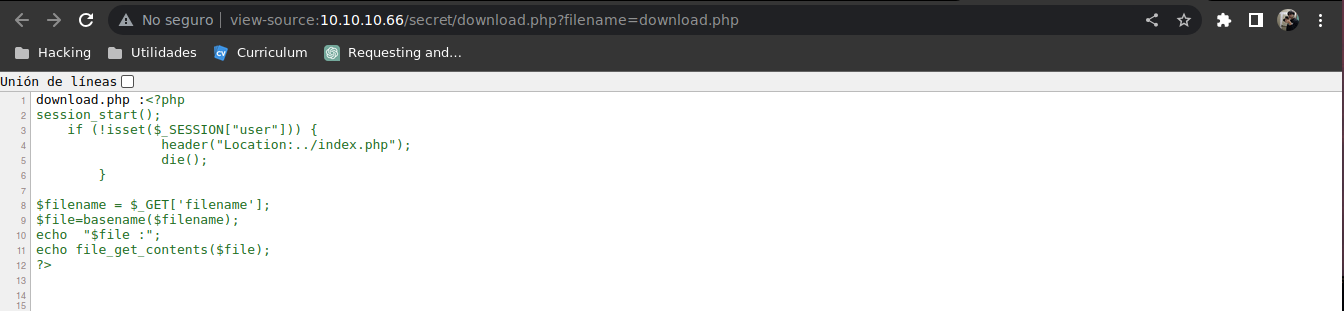 No seguro | view-source:10.10.10.66/secret/download.php?filename=download.php
Hacking Utilidades CV Curriculum Requesting and…
Unión de líneas
1 download.php :<?php
2 session_start();
3     if (!isset($_SESSION["user"])) {
4                 header("Location:../index.php");
5                 die();
6         }
7
8 $filename = $_GET['filename'];
9 $file=basename($filename);
10 echo  "$file :";
11 echo file_get_contents($file);
12 ?>
13
14
15